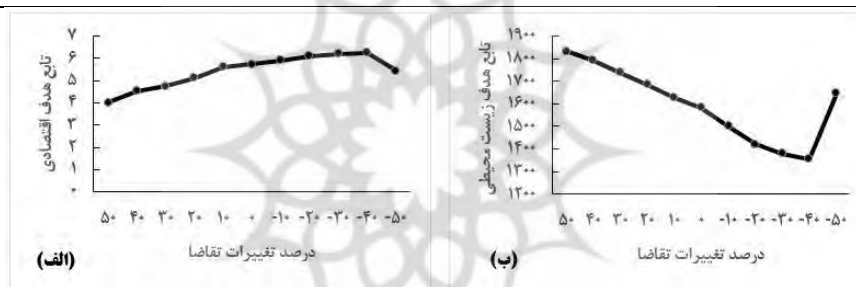 تابع هدف اقتصادی
۷
۶
۵
۴
۳
۲
۱
۰
۵۰ ۴۰ ۳۰ ۲۰ ۱۰ ۰ -۱۰ -۲۰ -۳۰ -۴۰ -۵۰
درصد تغییرات تقاضا
(الف)
تابع هدف زیست محیطی
۱۹۰۰
۱۸۰۰
۱۷۰۰
۱۶۰۰
۱۵۰۰
۱۴۰۰
۱۳۰۰
۱۲۰۰
۵۰ ۴۰ ۳۰ ۲۰ ۱۰ ۰ -۱۰ -۲۰ -۳۰ -۴۰ -۵۰
درصد تغییرات تقاضا
(ب)